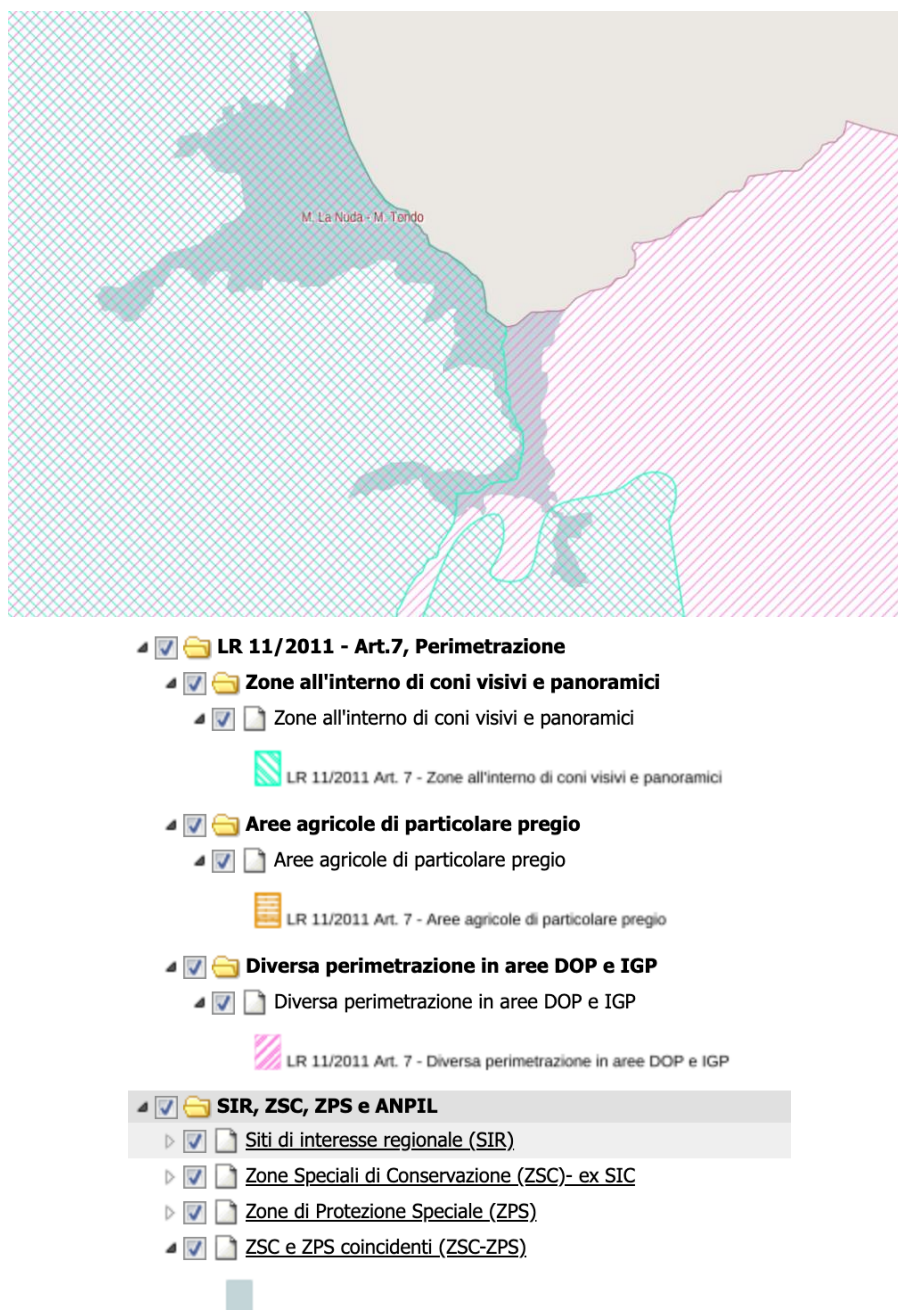 M. La Nuda - M. Tondo
LR 11/2011 - Art.7, Perimetrazione
Zone all'interno di coni visivi e panoramici
Zone all'interno di coni visivi e panoramici
LR 11/2011 Art. 7 - Zone all'interno di coni visivi e panoramici
Aree agricole di particolare pregio
Aree agricole di particolare pregio
LR 11/2011 Art. 7 - Aree agricole di particolare pregio
Diversa perimetrazione in aree DOP e IGP
Diversa perimetrazione in aree DOP e IGP
LR 11/2011 Art. 7 - Diversa perimetrazione in aree DOP e IGP
SIR, ZSC, ZPS e ANPIL
Siti di interesse regionale (SIR)
Zone Speciali di Conservazione (ZSC)- ex SIC
Zone di Protezione Speciale (ZPS)
ZSC e ZPS coincidenti (ZSC-ZPS)